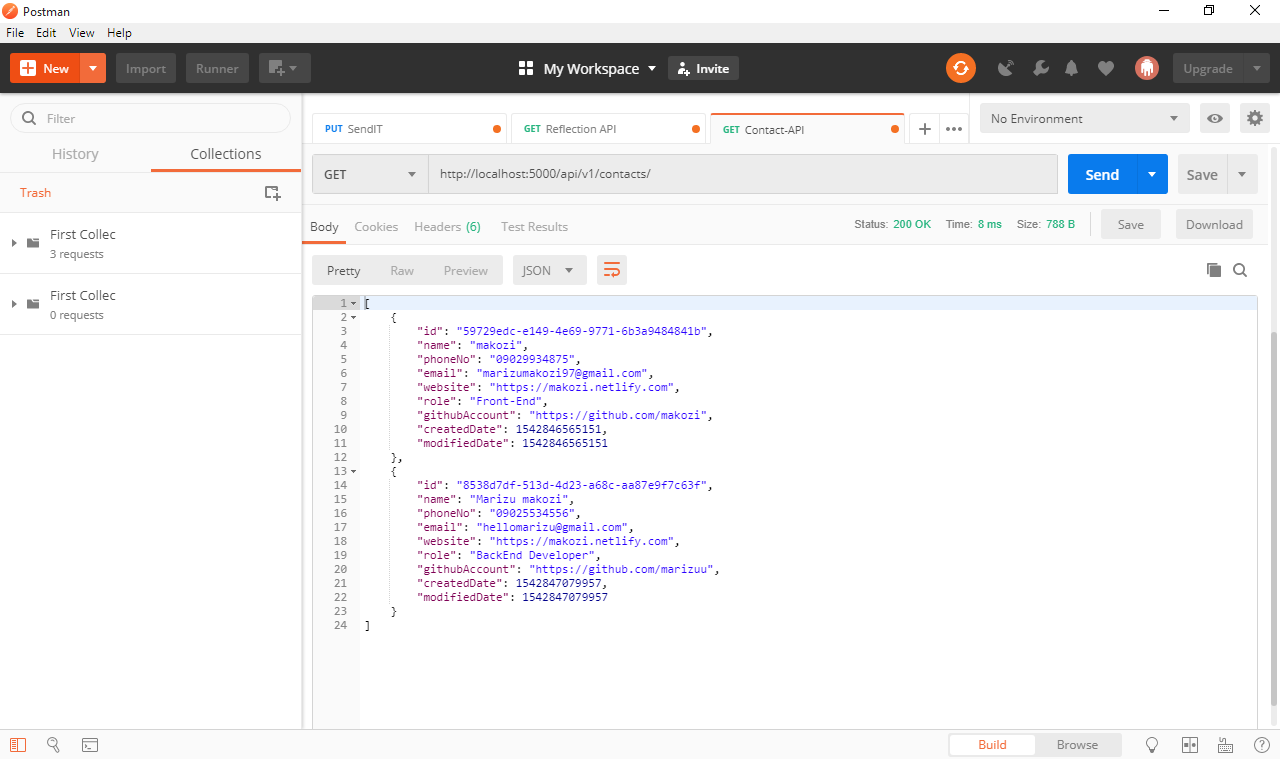 Postman
File Edit View Help
New Import Runner My Workspace Invite Upgrade
Filter
History Collections
Trash
First Collec
3 requests
First Collec
0 requests
PUT SendIT GET Reflection API GET Contact-API No Environment
GET http://localhost:5000/api/v1/contacts/ Send Save
Body Cookies Headers (6) Test Results Status: 200 OK Time: 8 ms Size: 788 B Save Download
Pretty Raw Preview JSON
1 [
2 {
3 "id": "59729edc-e149-4e69-9771-6b3a9484841b",
4 "name": "makozi",
5 "phoneNo": "09029934875",
6 "email": "marizumakozi97@gmail.com",
7 "website": "https://makozi.netlify.com",
8 "role": "Front-End",
9 "githubAccount": "https://github.com/makozi",
10 "createdDate": 1542846565151,
11 "modifiedDate": 1542846565151
12 },
13 {
14 "id": "8538d7df-513d-4d23-a68c-aa87e9f7c63f",
15 "name": "Marizu makozi",
16 "phoneNo": "09025534556",
17 "email": "hellomarizu@gmail.com",
18 "website": "https://makozi.netlify.com",
19 "role": "BackEnd Developer",
20 "githubAccount": "https://github.com/marizuu",
21 "createdDate": 1542847079957,
22 "modifiedDate": 1542847079957
23 }
24 ]
Build Browse